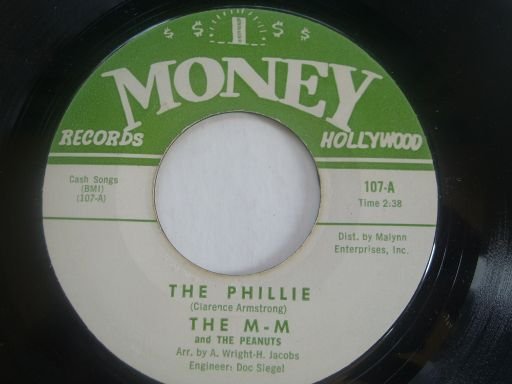 $ $ 1 $ $
MONEY
RECORDS HOLLYWOOD
Cash Songs
(BMI)
(107-A)
107-A
Time 2:38
Dist. by Malynn
Enterprises, Inc.
THE PHILLIE
(Clarence Armstrong)
THE M-M
and THE PEANUTS
Arr. by A. Wright-H. Jacobs
Engineer: Doc Siegel